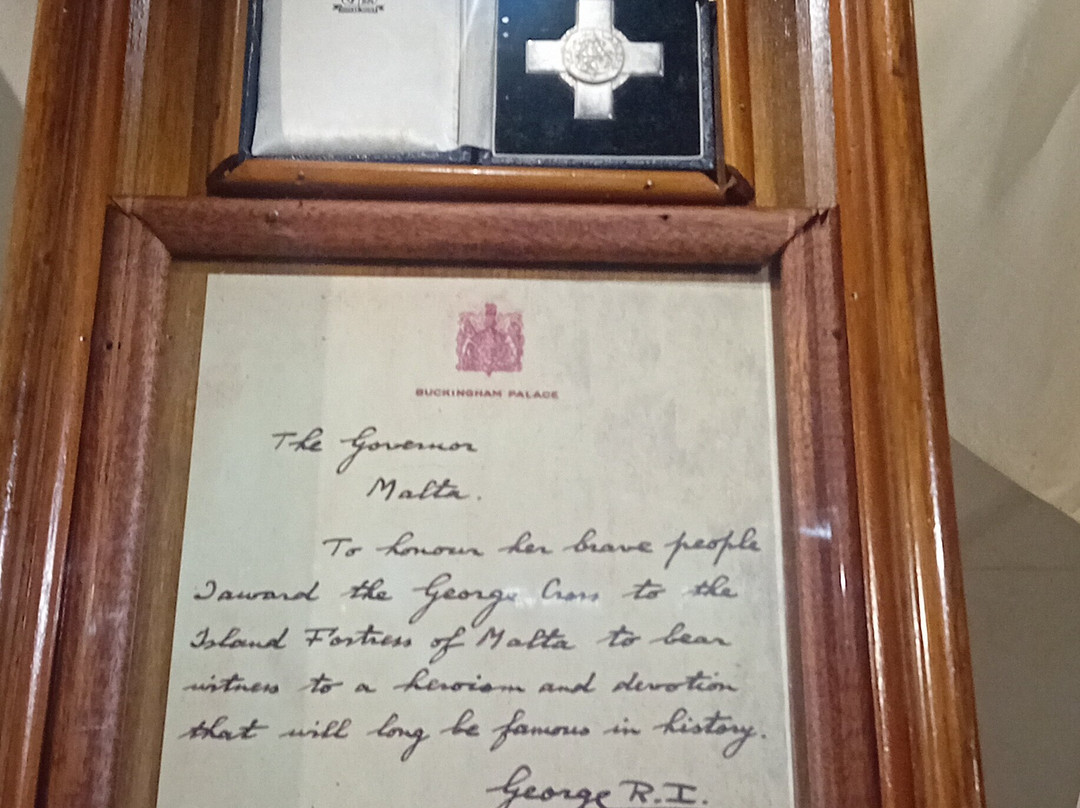 BUCKINGHAM PALACE
The Governor
Malta.
To honour her brave people
I award the George Cross to the
Island Fortress of Malta to bear
witness to a heroism and devotion
that will long be famous in history.
George R.I.